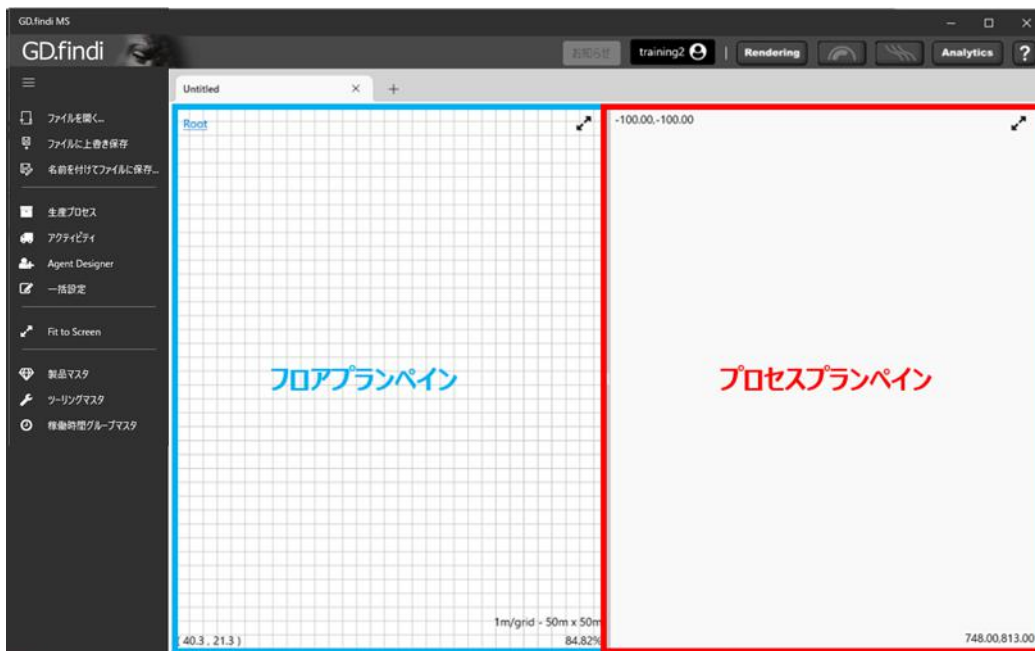 GD.findi MS
GD.findi
お知らせ
training2
Rendering
Analytics
?
Untitled
ファイルを開く...
ファイルに上書き保存
名前を付けてファイルに保存...
生産プロセス
アクティビティ
Agent Designer
一括設定
Fit to Screen
製品マスタ
ツーリングマスタ
稼働時間グループマスタ
Root
フロアプランペイン
1m/grid - 50m x 50m
( 40.3 , 21.3 )
84.82%
-100.00,-100.00
プロセスプランペイン
748.00,813.00